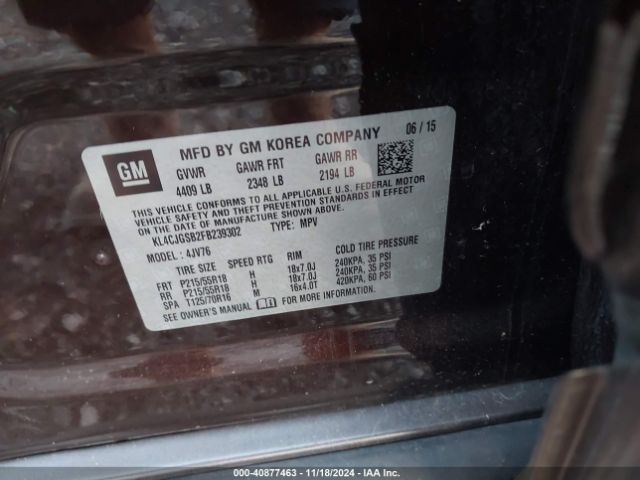 GM
MFD BY GM KOREA COMPANY 06 / 15
GVWR GAWR FRT GAWR RR
4409 LB 2348 LB 2194 LB
THIS VEHICLE CONFORMS TO ALL APPLICABLE U.S. FEDERAL MOTOR
VEHICLE SAFETY AND THEFT PREVENTION STANDARDS IN EFFECT
ON THE DATE OF MANUFACTURE SHOWN ABOVE.
KL4CJGSB2FB239302 TYPE: MPV
MODEL: 4JV76
TIRE SIZE SPEED RTG RIM COLD TIRE PRESSURE
FRT P215/55R18 H 18x7.0J 240KPA, 35 PSI
RR P215/55R18 H 18x7.0J 240KPA, 35 PSI
SPA T125/70R16 M 16x4.0T 420KPA, 60 PSI
SEE OWNER'S MANUAL FOR MORE INFORMATION.
000-40877463 - 11/18/2024 - IAA Inc.